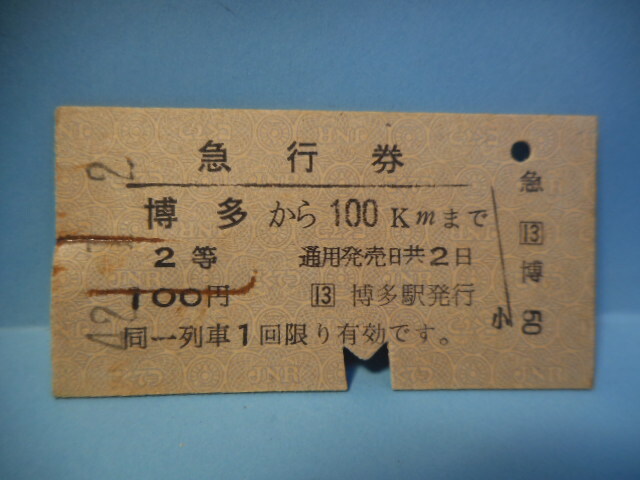 急行券
博多から100Kmまで
2等 通用発売日共2日
100円 13 博多駅発行
同一列車1回限り有効です。
急 13 博 50
小
42
2